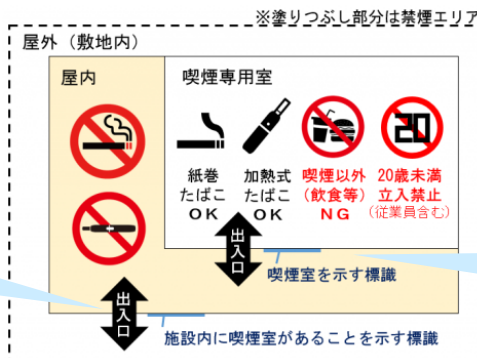 ※塗りつぶし部分は禁煙エリア
屋外（敷地内）
屋内
喫煙専用室
20
紙巻
たばこ
OK
加熱式
たばこ
OK
喫煙以外
（飲食等）
NG
20歳未満
立入禁止
（従業員含む）
出入口
喫煙室を示す標識
出入口
施設内に喫煙室があることを示す標識